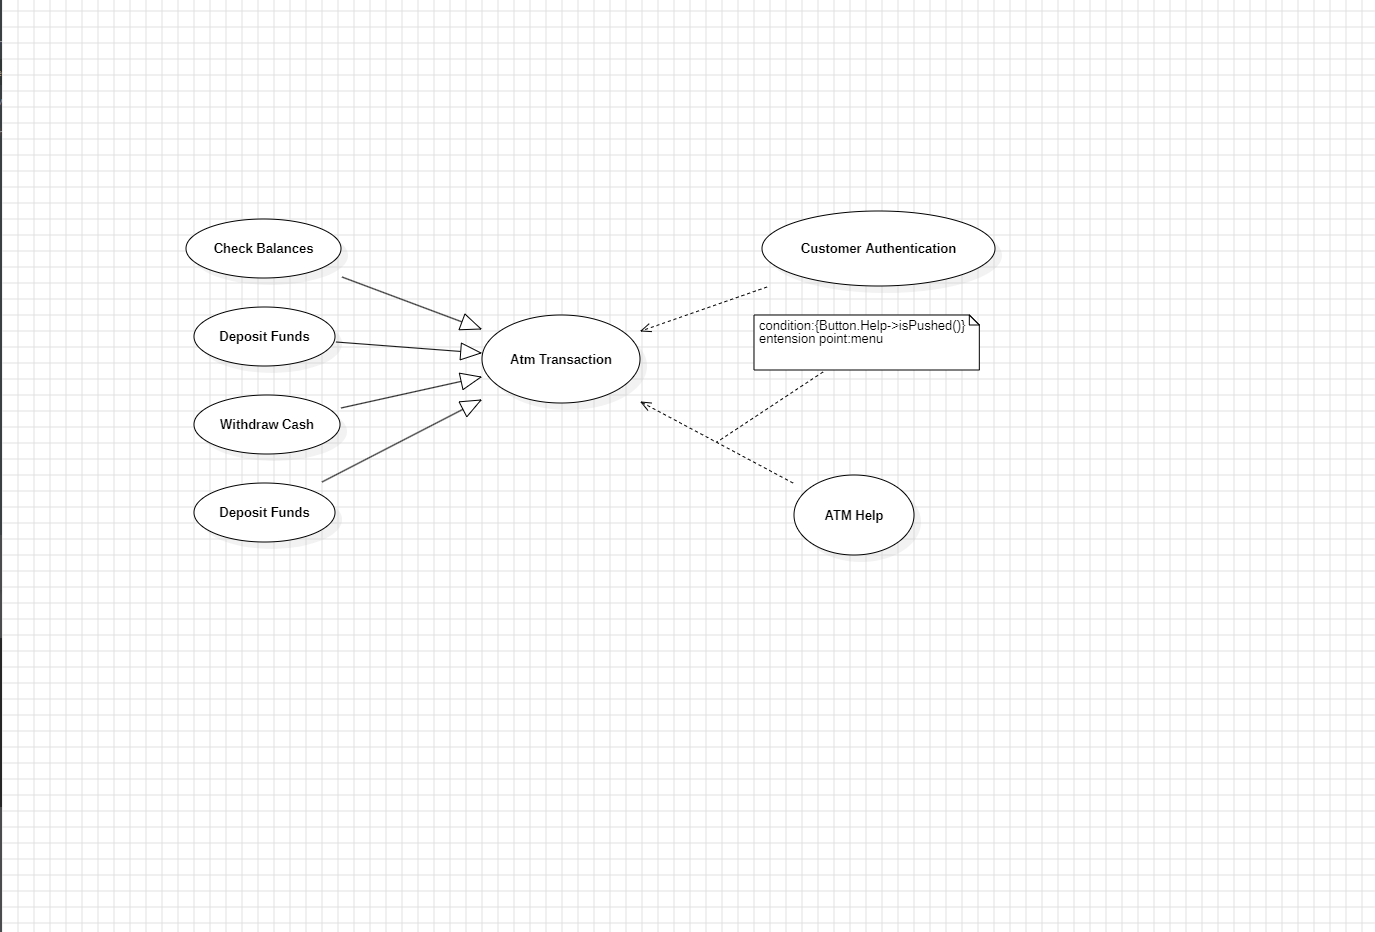 Check Balances
Customer Authentication
Deposit Funds
condition:{Button.Help->isPushed()}
entension point:menu
Atm Transaction
Withdraw Cash
Deposit Funds
ATM Help